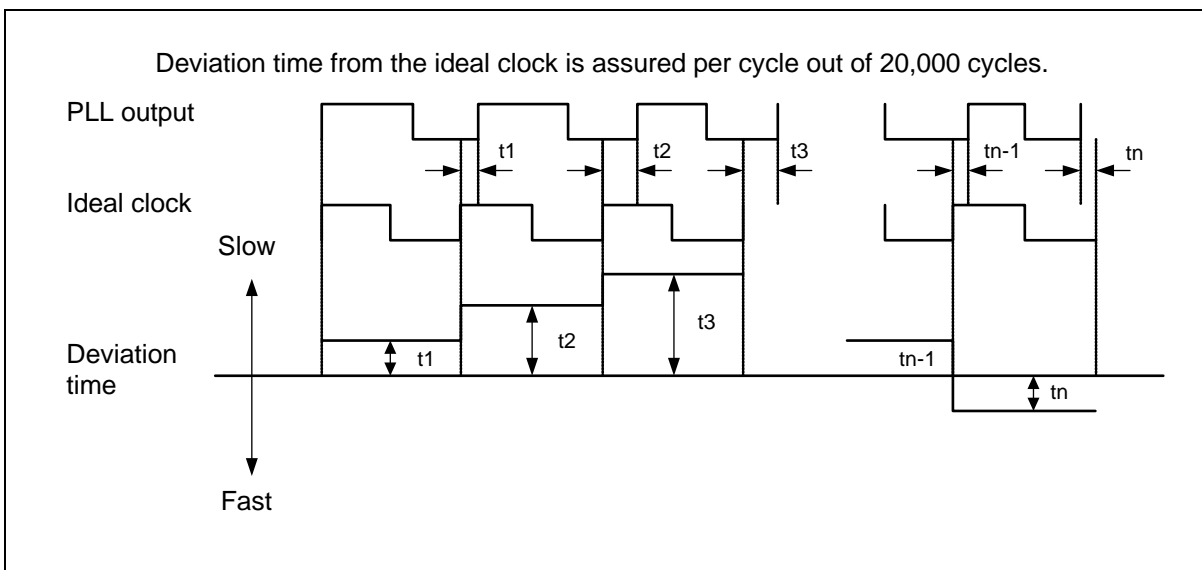 Deviation time from the ideal clock is assured per cycle out of 20,000 cycles.
PLL output
t1
t2
t3
tn-1
tn
Ideal clock
Slow
t1
t2
t3
Deviation
time
tn-1
tn
Fast